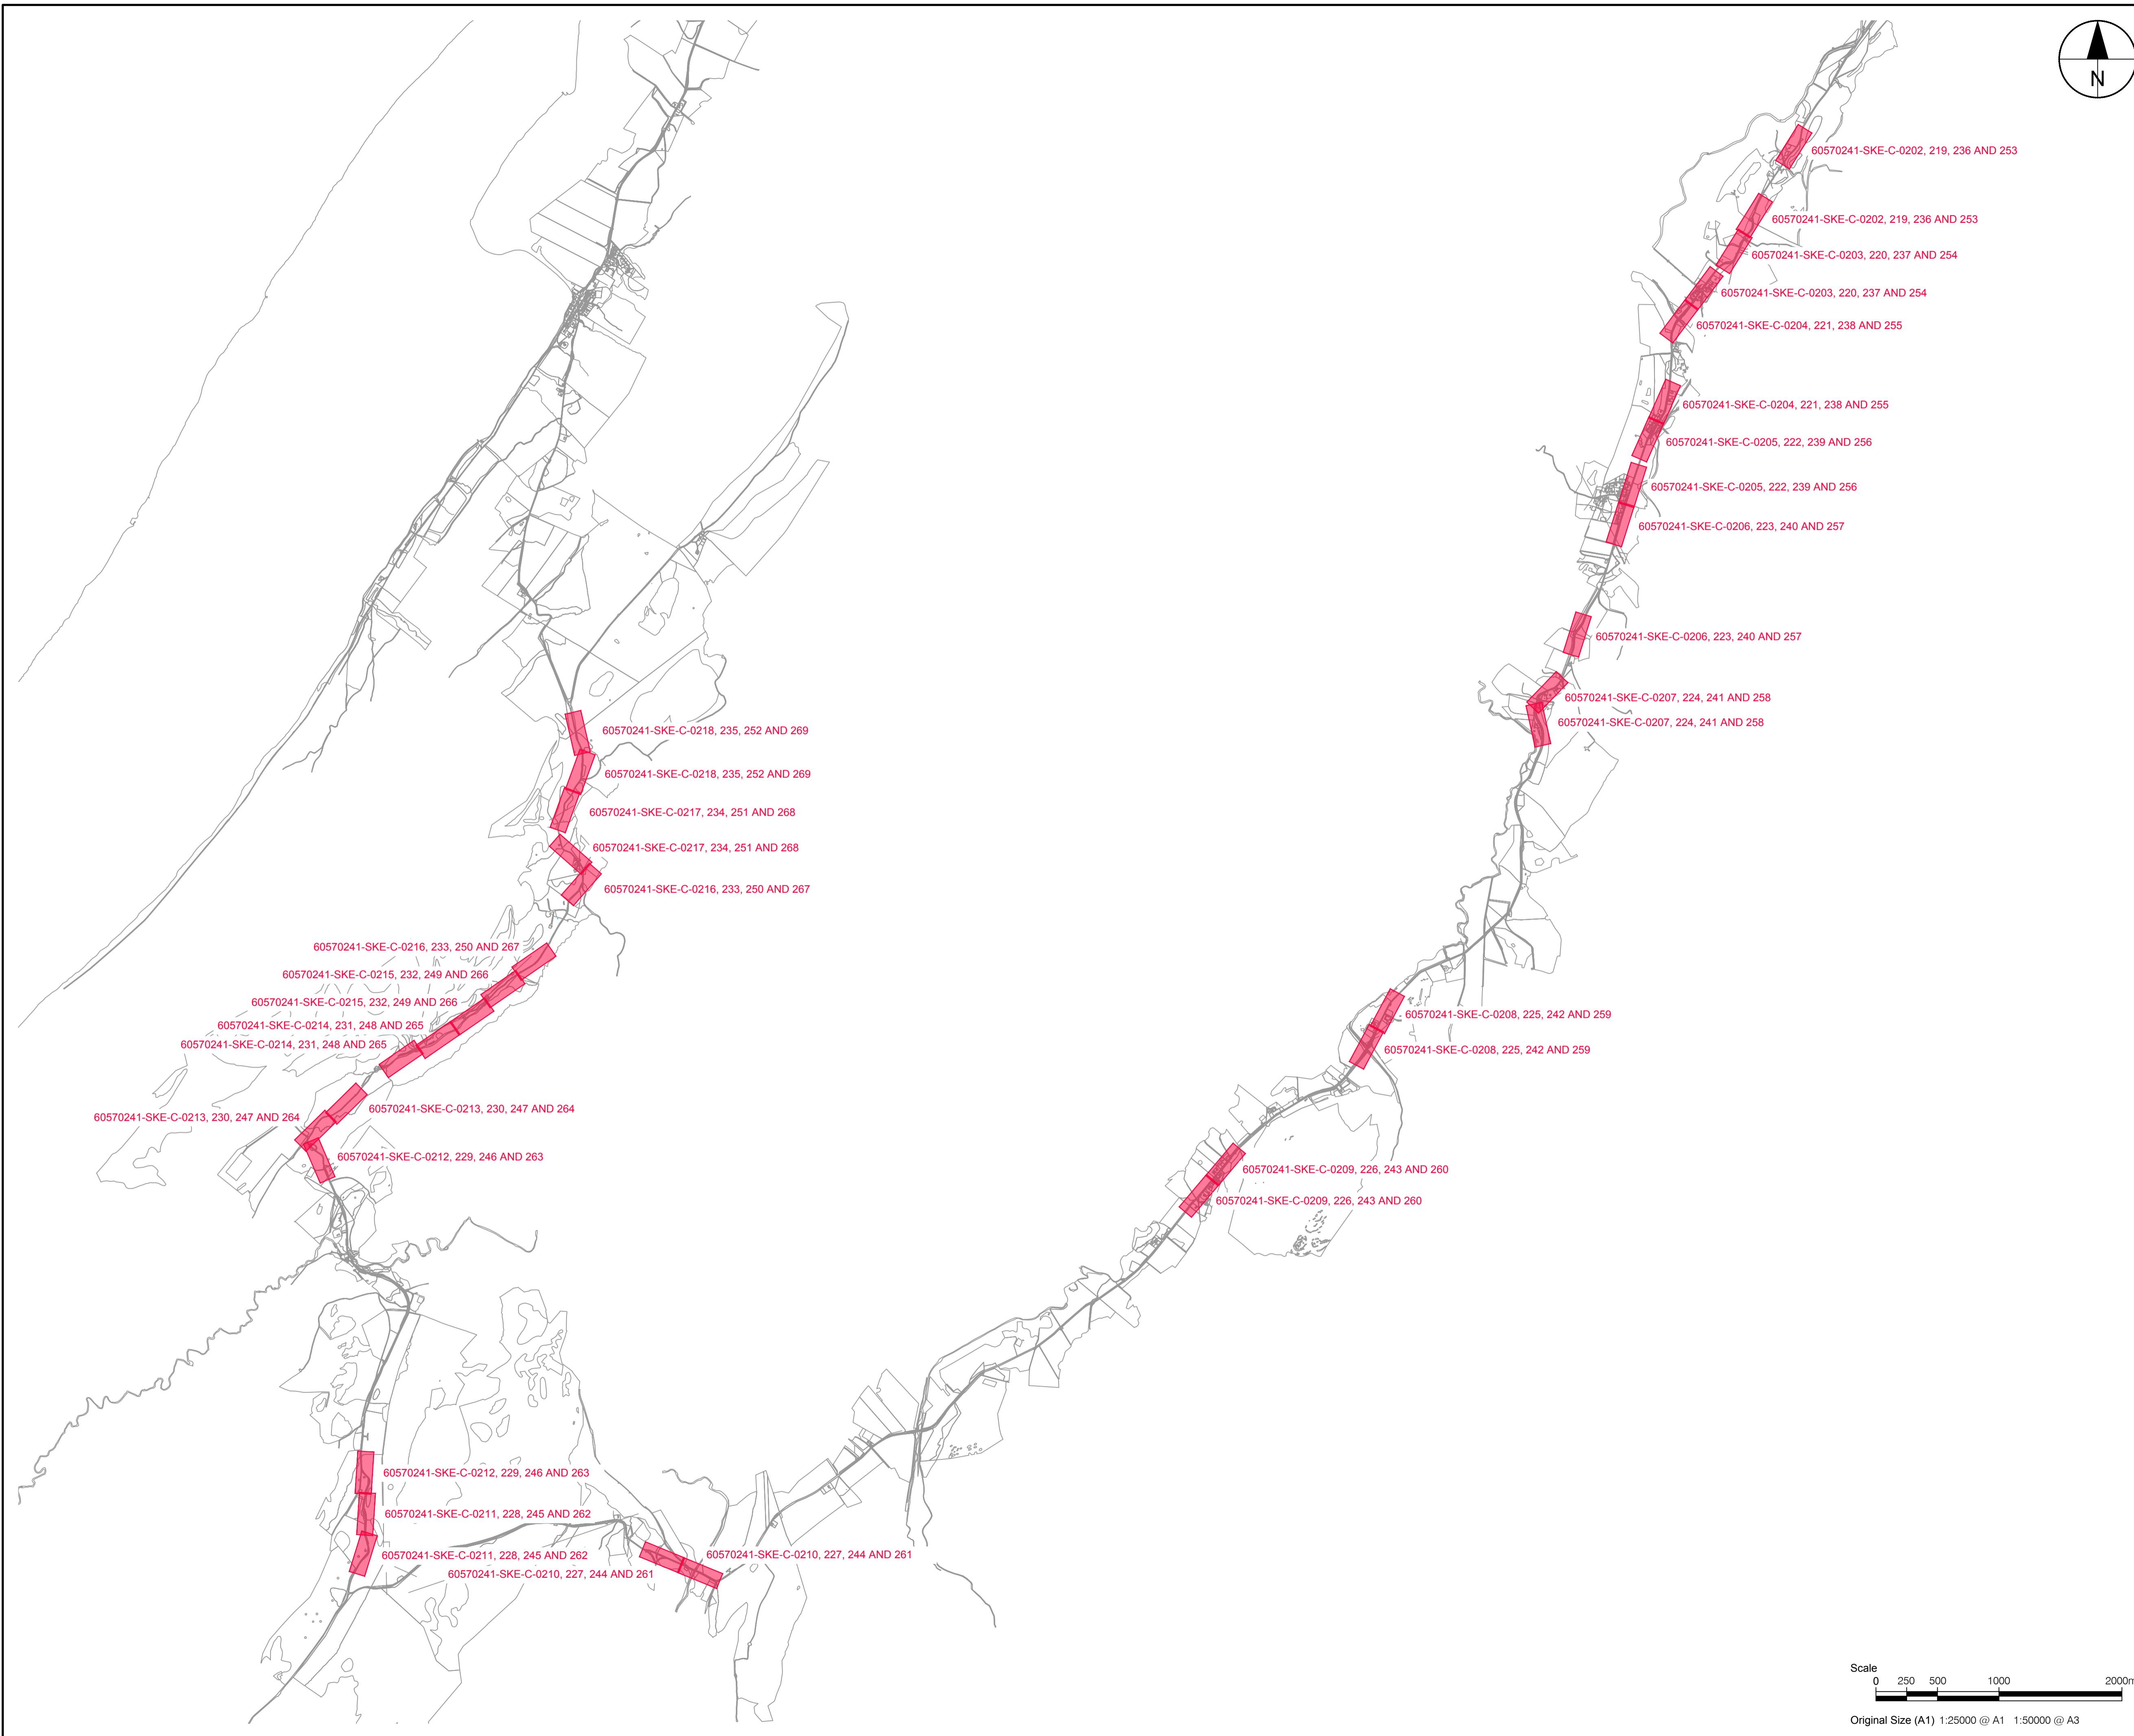 N
60570241-SKE-C-0202, 219, 236 AND 253
60570241-SKE-C-0202, 219, 236 AND 253
60570241-SKE-C-0203, 220, 237 AND 254
60570241-SKE-C-0203, 220, 237 AND 254
60570241-SKE-C-0204, 221, 238 AND 255
60570241-SKE-C-0204, 221, 238 AND 255
60570241-SKE-C-0205, 222, 239 AND 256
60570241-SKE-C-0205, 222, 239 AND 256
60570241-SKE-C-0206, 223, 240 AND 257
60570241-SKE-C-0206, 223, 240 AND 257
60570241-SKE-C-0207, 224, 241 AND 258
60570241-SKE-C-0207, 224, 241 AND 258
60570241-SKE-C-0218, 235, 252 AND 269
60570241-SKE-C-0218, 235, 252 AND 269
60570241-SKE-C-0217, 234, 251 AND 268
60570241-SKE-C-0217, 234, 251 AND 268
60570241-SKE-C-0216, 233, 250 AND 267
60570241-SKE-C-0216, 233, 250 AND 267
60570241-SKE-C-0215, 232, 249 AND 266
60570241-SKE-C-0215, 232, 249 AND 266
60570241-SKE-C-0214, 231, 248 AND 265
60570241-SKE-C-0214, 231, 248 AND 265
60570241-SKE-C-0208, 225, 242 AND 259
60570241-SKE-C-0208, 225, 242 AND 259
60570241-SKE-C-0213, 230, 247 AND 264
60570241-SKE-C-0213, 230, 247 AND 264
60570241-SKE-C-0212, 229, 246 AND 263
60570241-SKE-C-0209, 226, 243 AND 260
60570241-SKE-C-0209, 226, 243 AND 260
60570241-SKE-C-0212, 229, 246 AND 263
60570241-SKE-C-0211, 228, 245 AND 262
60570241-SKE-C-0211, 228, 245 AND 262
60570241-SKE-C-0210, 227, 244 AND 261
60570241-SKE-C-0210, 227, 244 AND 261
Scale
0 250 500 1000 2000m
Original Size (A1) 1:25000 @ A1 1:50000 @ A3